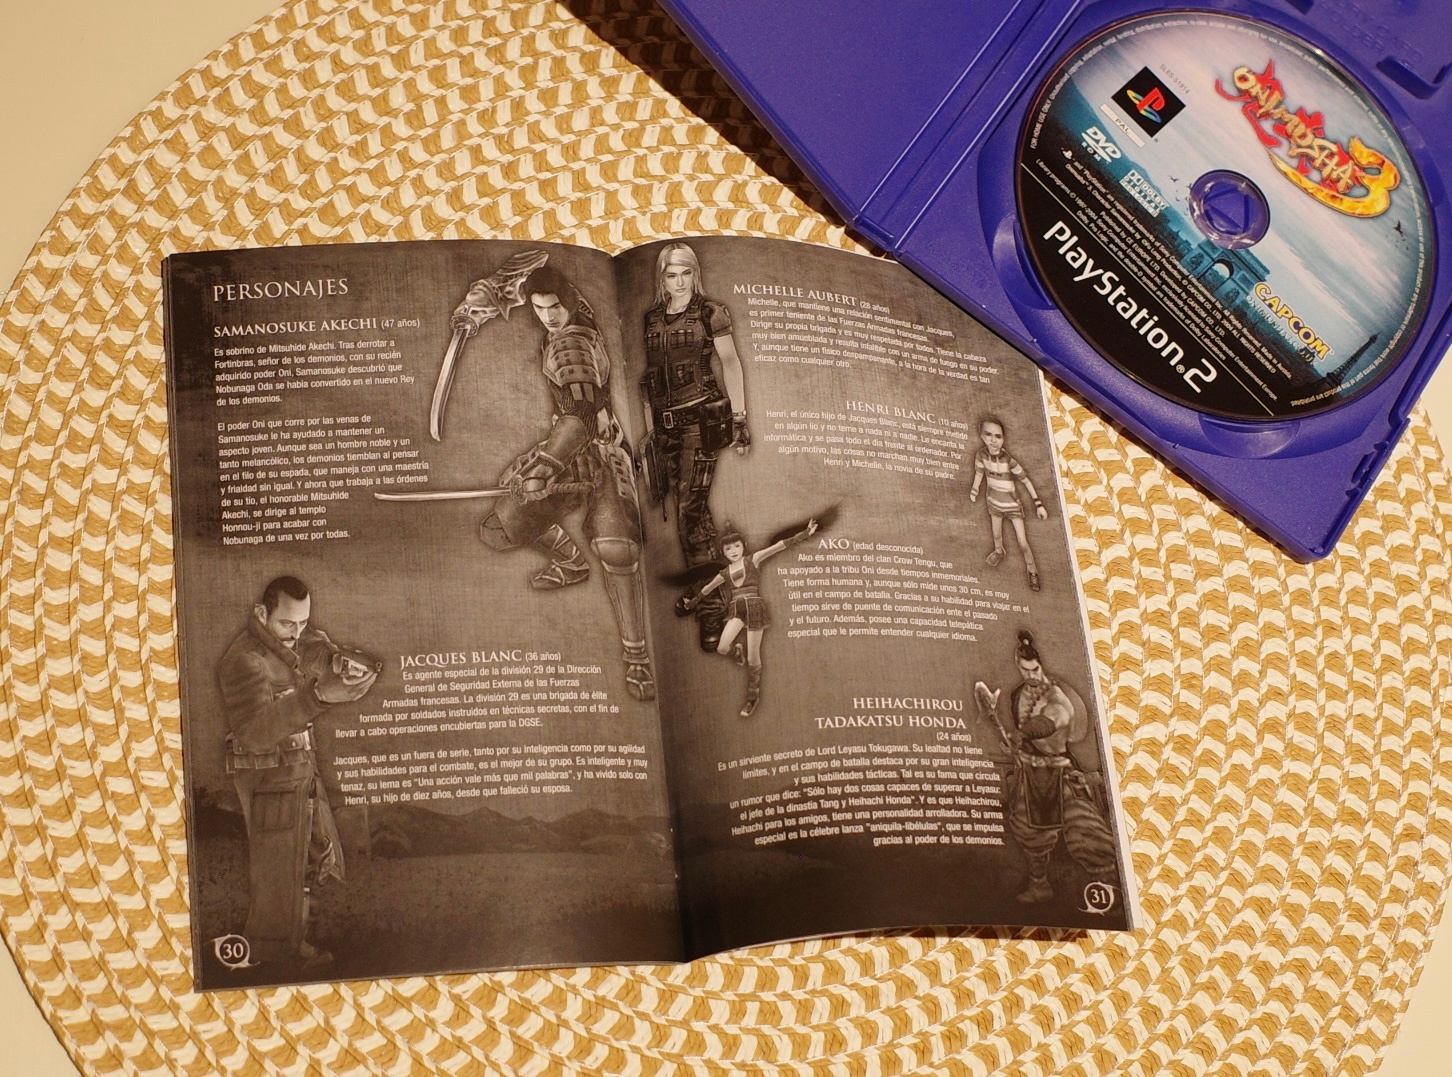 PERSONAJES
SAMANOSUKE AKECHI (47 años)
Es sobrino de Mitsuhide Akechi. Tras derrotar a
Fortinbras, señor de los demonios, con su recién
adquirido poder Oni, Samanosuke descubrió que
Nobunaga Oda se había convertido en el nuevo Rey
de los demonios.
El poder Oni que corre por las venas de
Samanosuke le ha ayudado a mantener un
aspecto joven. Aunque sea un hombre noble y un
tanto melancólico, los demonios tiemblan al pensar
en el filo de su espada, que maneja con una maestría
y frialdad sin igual. Y ahora que trabaja a las órdenes
de su tío, el honorable Mitsuhide
Akechi, se dirige al templo
Honnou-ji para acabar con
Nobunaga de una vez por todas.
JACQUES BLANC (36 años)
Es agente especial de la división 29 de la Dirección
General de Seguridad Externa de las Fuerzas
Armadas francesas. La división 29 es una brigada de élite
formada por soldados instruidos en técnicas secretas, con el fin de
llevar a cabo operaciones encubiertas para la DGSE.
Jacques, que es un fuera de serie, tanto por su inteligencia como por su agilidad
y sus habilidades para el combate, es el mejor de su grupo. Es inteligente y muy
tenaz, su lema es "Una acción vale más que mil palabras", y ha vivido solo con
Henri, su hijo de diez años, desde que falleció su esposa.
30
MICHELLE AUBERT (28 años)
Michelle, que mantiene una relación sentimental con Jacques,
es primer teniente de las Fuerzas Armadas francesas.
Dirige su propia brigada y es muy respetada por todos. Tiene la cabeza
muy bien amueblada y resulta infalible con un arma de fuego en su poder.
Y, aunque tiene un físico despampanante, a la hora de la verdad es tan
eficaz como cualquier otro.
HENRI BLANC (10 años)
Henri, el único hijo de Jacques Blanc, está siempre metido
en algún lío y no teme a nada ni a nadie. Le encanta la
informática y se pasa todo el día frente al ordenador. Por
algún motivo, las cosas no marchan muy bien entre
Henri y Michelle, la novia de su padre.
AKO (edad desconocida)
Ako es miembro del clan Crow Tengu, que
ha apoyado a la tribu Oni desde tiempos inmemoriales.
Tiene forma humana y, aunque sólo mide unos 30 cm, es muy
útil en el campo de batalla. Gracias a su habilidad para viajar en el
tiempo sirve de puente de comunicación ente el pasado
y el futuro. Además, posee una capacidad telepática
especial que le permite entender cualquier idioma.
HEIHACHIROU
TADAKATSU HONDA
(24 años)
Es un sirviente secreto de Lord Leyasu Tokugawa. Su lealtad no tiene
límites, y en el campo de batalla destaca por su gran inteligencia
y sus habilidades tácticas. Tal es su fama que circula
un rumor que dice: "Sólo hay dos cosas capaces de superar a Leyasu:
el jefe de la dinastía Tang y Heihachi Honda". Y es que Heihachirou,
Heihachi para los amigos, tiene una personalidad arrolladora. Su arma
especial es la célebre lanza "aniquila-libélulas", que se impulsa
gracias al poder de los demonios.
31
SLES-51914
PAL
DVD
ROM
DOLBY
ONIMUSHA 3
CAPCOM
PlayStation®2